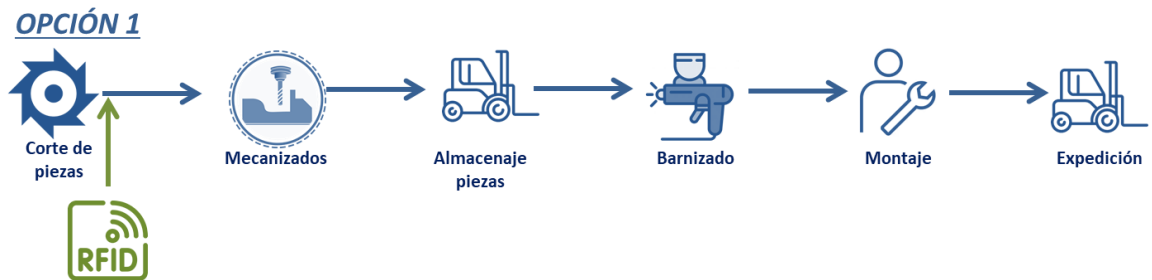 OPCIÓN 1
Corte de
piezas
Mecanizados
Almacenaje
piezas
Barnizado
Montaje
Expedición
RFID